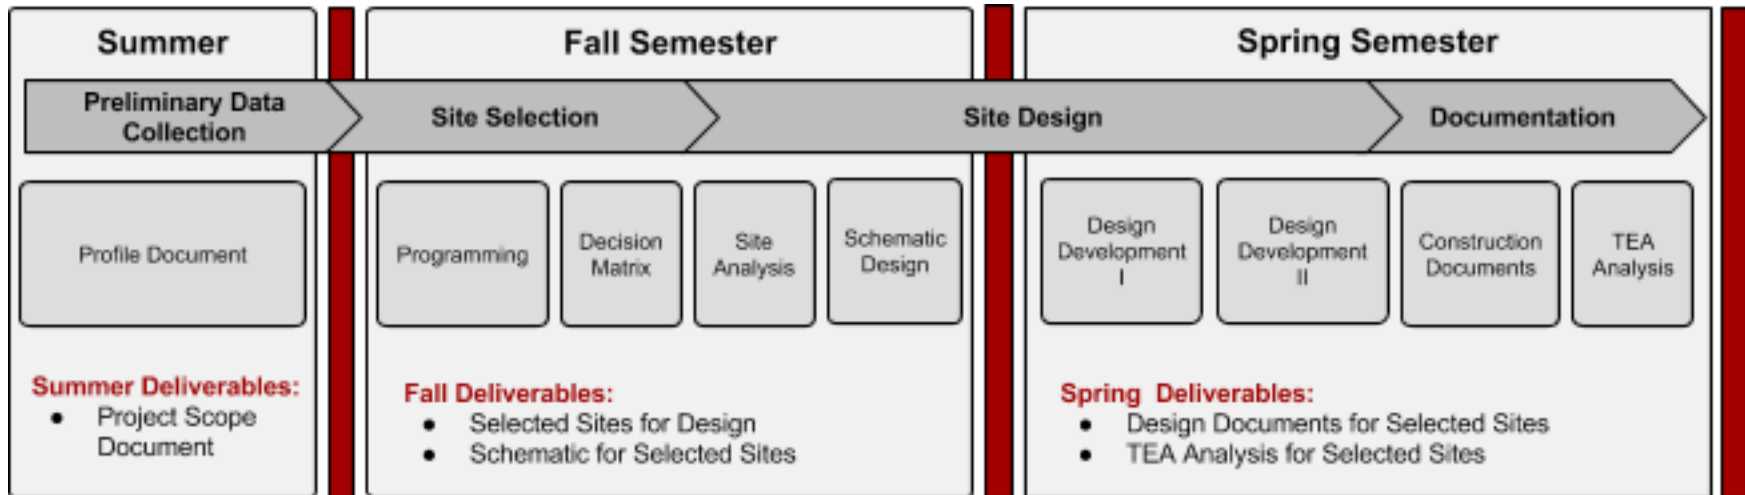 Summer
Fall Semester
Spring Semester
Preliminary Data
Collection
Site Selection
Site Design
Documentation
Profile Document
Programming
Decision
Matrix
Site
Analysis
Schematic
Design
Design
Development
I
Design
Development
II
Construction
Documents
TEA
Analysis
Summer Deliverables:
● Project Scope
Document
Fall Deliverables:
● Selected Sites for Design
● Schematic for Selected Sites
Spring Deliverables:
● Design Documents for Selected Sites
● TEA Analysis for Selected Sites